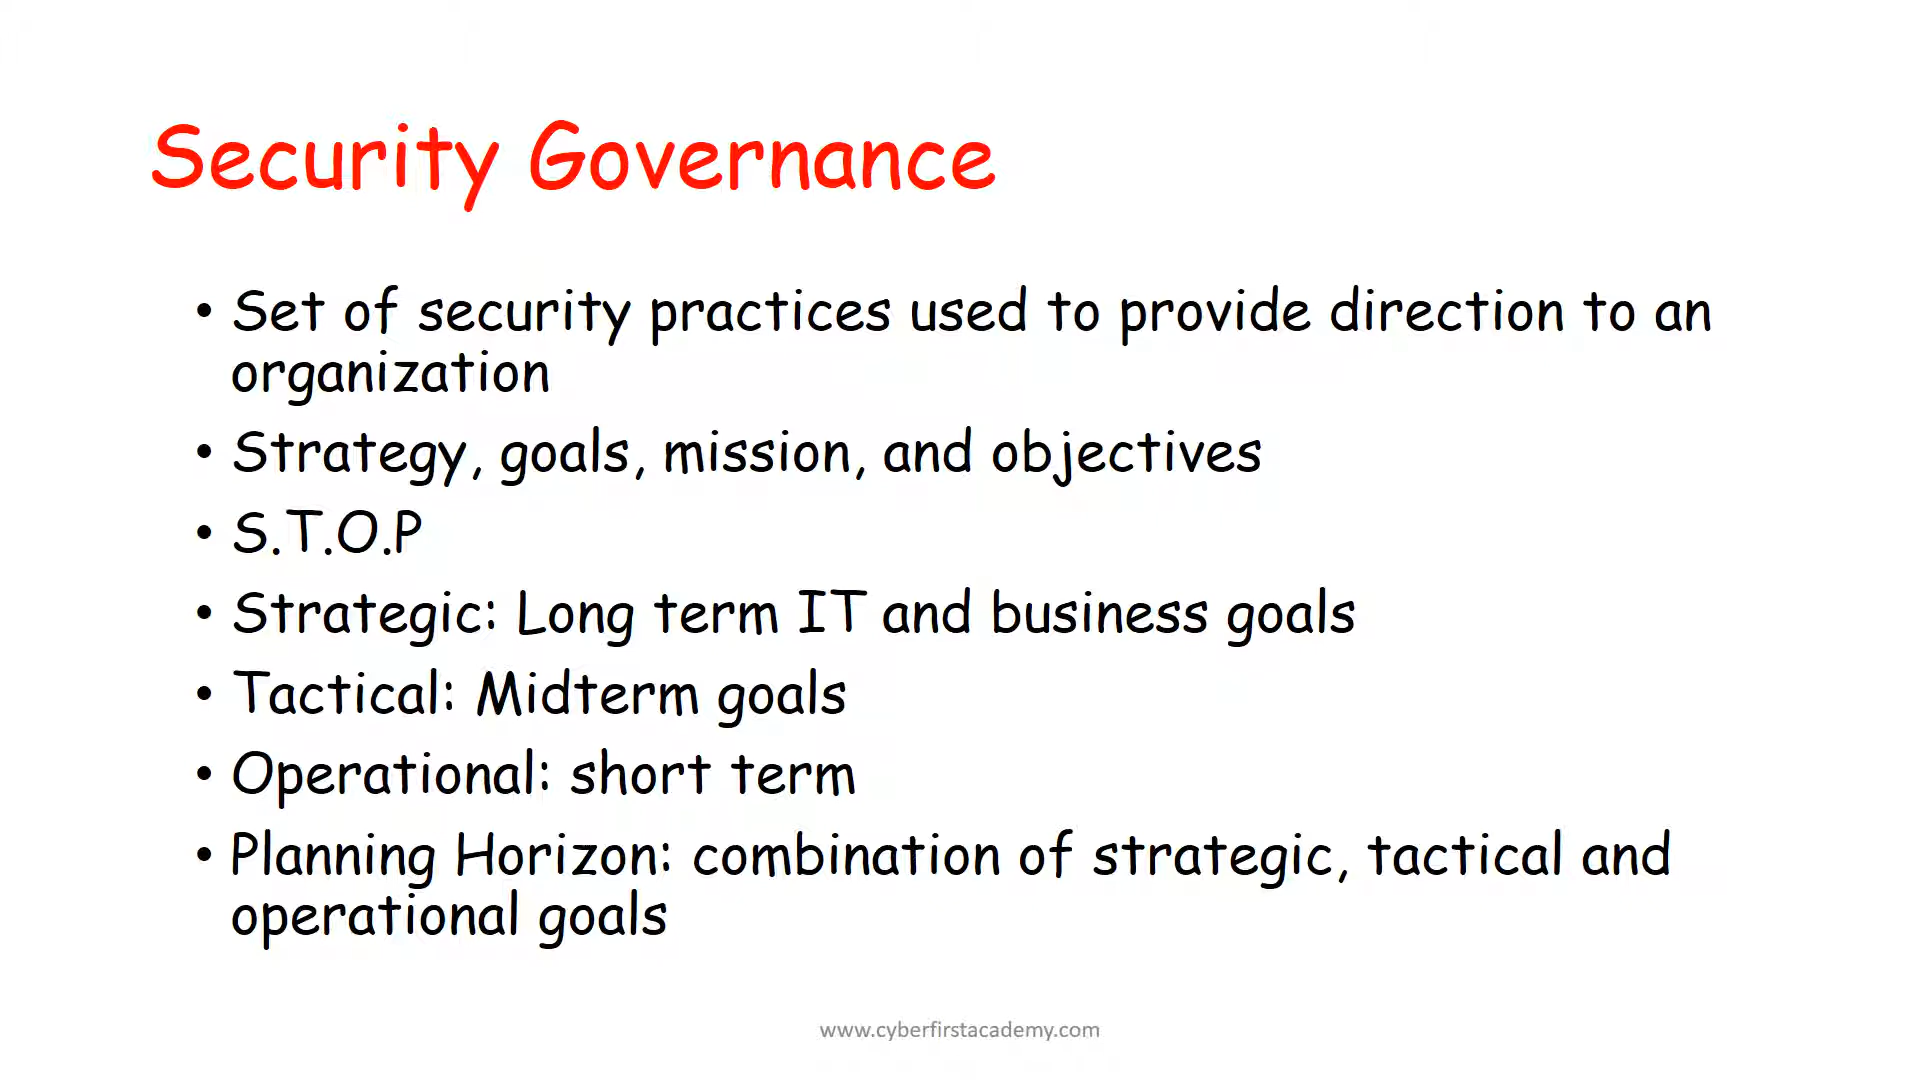 Security Governance
• Set of security practices used to provide direction to an
organization
• Strategy, goals, mission, and objectives
• S.T.O.P
• Strategic: Long term IT and business goals
• Tactical: Midterm goals
• Operational: short term
• Planning Horizon: combination of strategic, tactical and
operational goals
www.cyberfirstacademy.com